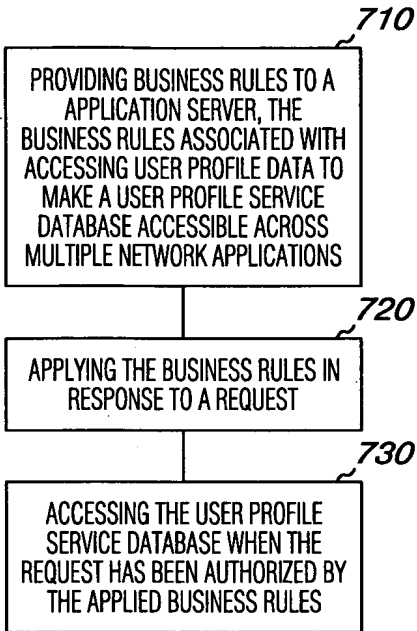 710
PROVIDING BUSINESS RULES TO A
APPLICATION SERVER, THE
BUSINESS RULES ASSOCIATED WITH
ACCESSING USER PROFILE DATA TO
MAKE A USER PROFILE SERVICE
DATABASE ACCESSIBLE ACROSS
MULTIPLE NETWORK APPLICATIONS
720
APPLYING THE BUSINESS RULES IN
RESPONSE TO A REQUEST
730
ACCESSING THE USER PROFILE
SERVICE DATABASE WHEN THE
REQUEST HAS BEEN AUTHORIZED BY
THE APPLIED BUSINESS RULES